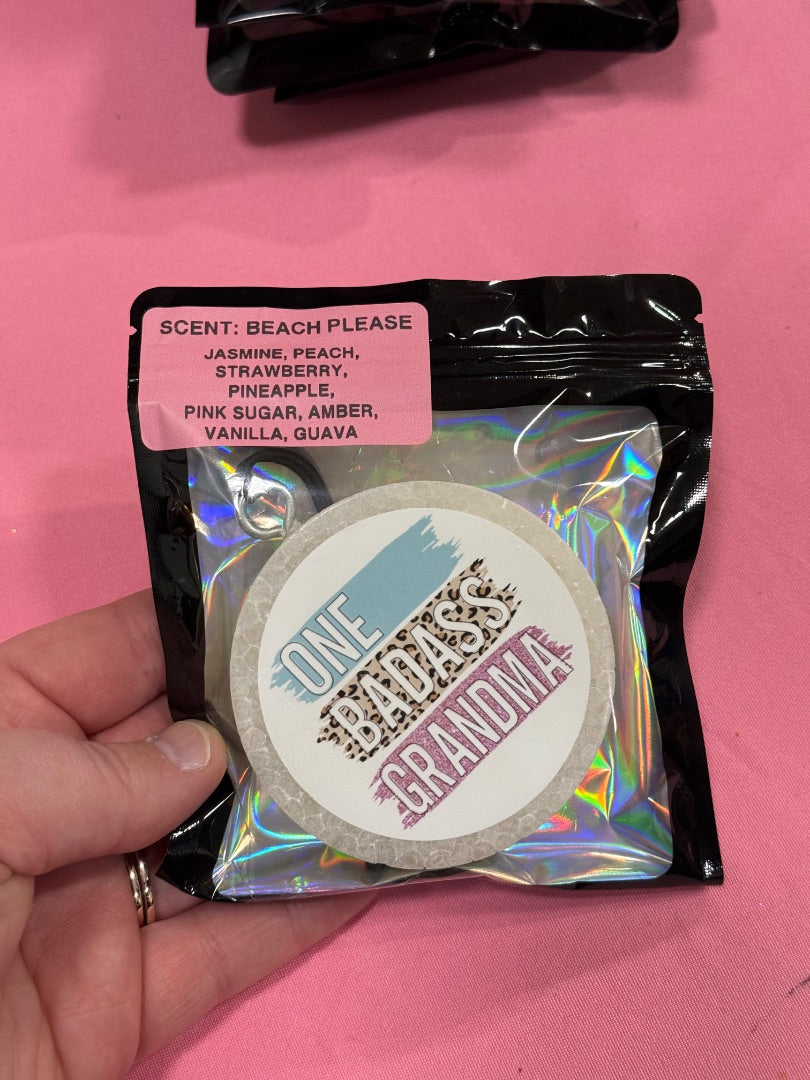 SCENT: BEACH PLEASE
JASMINE, PEACH,
STRAWBERRY,
PINEAPPLE,
PINK SUGAR, AMBER,
VANILLA, GUAVA
ONE
BADASS
GRANDMA